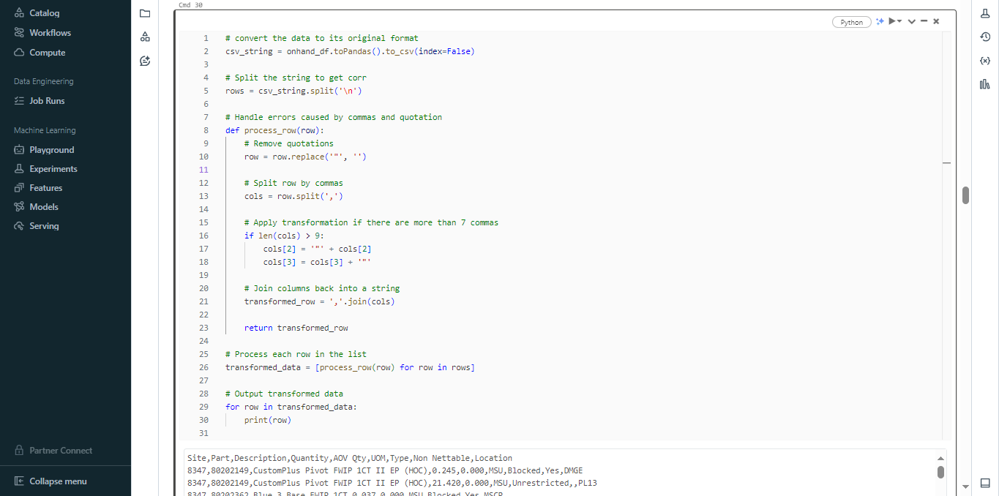 Catalog
Workflows
Compute
Data Engineering
Job Runs
Machine Learning
Playground
Experiments
Features
Models
Serving
Partner Connect
Collapse menu
Cmd 30
Python
1 # convert the data to its original format
2 csv_string = onhand_df.toPandas().to_csv(index=False)
3
4 # Split the string to get corr
5 rows = csv_string.split('\n')
6
7 # Handle errors caused by commas and quotation
8 def process_row(row):
9     # Remove quotations
10     row = row.replace('"', '')
11
12     # Split row by commas
13     cols = row.split(',')
14
15     # Apply transformation if there are more than 7 commas
16     if len(cols) > 9:
17         cols[2] = '"' + cols[2]
18         cols[3] = cols[3] + '"'
19
20     # Join columns back into a string
21     transformed_row = ','.join(cols)
22
23     return transformed_row
24
25 # Process each row in the list
26 transformed_data = [process_row(row) for row in rows]
27
28 # Output transformed data
29 for row in transformed_data:
30     print(row)
31
Site,Part,Description,Quantity,AOV Qty,UOM,Type,Non Nettable,Location
8347,80202149,CustomPlus Pivot FWIP 1CT II EP (HOC),0.245,0.000,MSU,Blocked,Yes,DMGE
8347,80202149,CustomPlus Pivot FWIP 1CT II EP (HOC),21.420,0.000,MSU,Unrestricted,,PL13
8347,80202362,Blue 3 Base FWIP 1CT,0.037,0.000,MSU,Blocked,Yes,MSCP